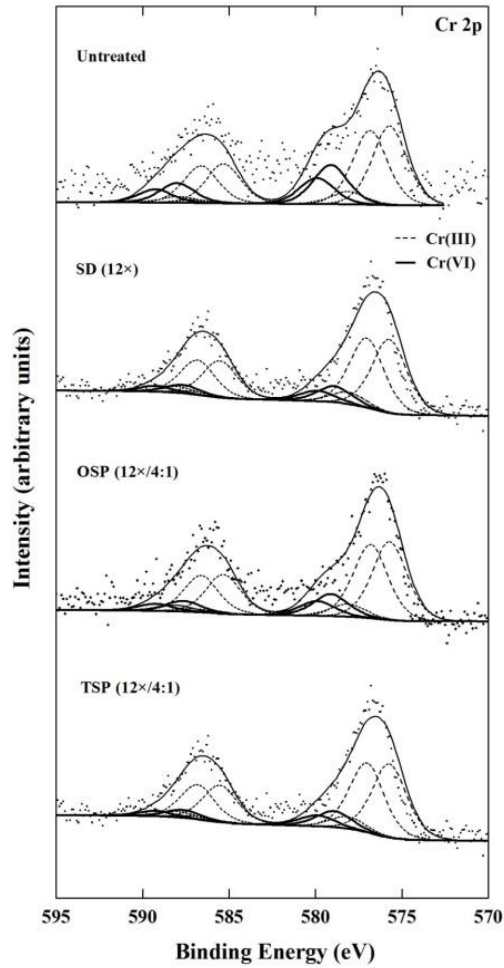 Cr 2p
Untreated
Cr(III)
Cr(VI)
SD (12×)
OSP (12×/4:1)
TSP (12×/4:1)
Intensity (arbitrary units)
595 590 585 580 575 570
Binding Energy (eV)